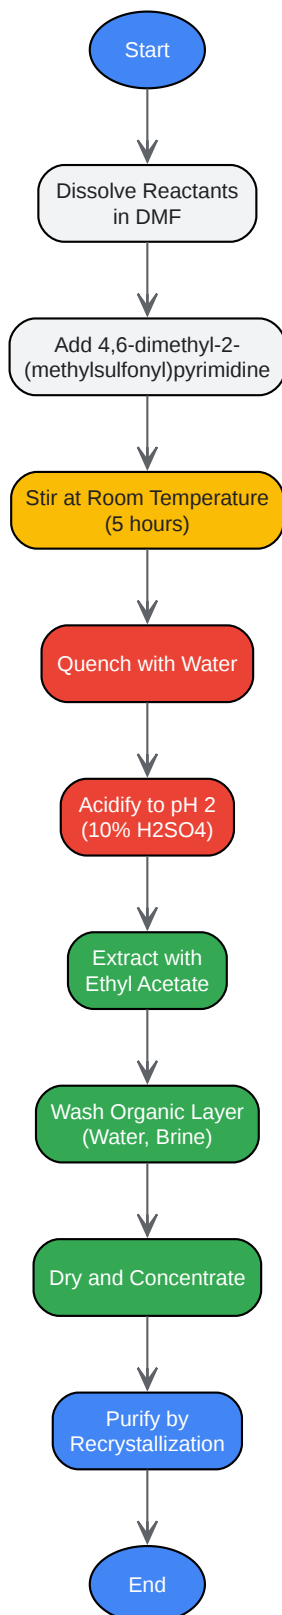 Start
Dissolve Reactants
in DMF
Add 4,6-dimethyl-2-
(methylsulfonyl)pyrimidine
Stir at Room Temperature
(5 hours)
Quench with Water
Acidify to pH 2
(10% H2SO4)
Extract with
Ethyl Acetate
Wash Organic Layer
(Water, Brine)
Dry and Concentrate
Purify by
Recrystallization
End